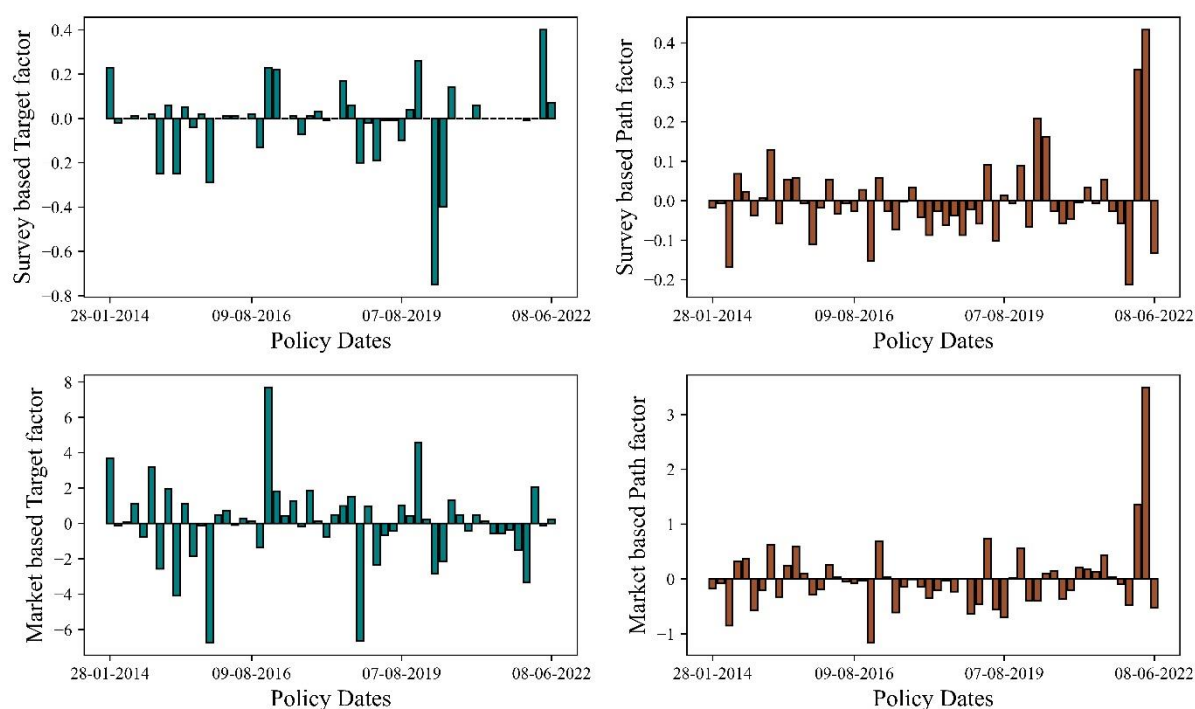 Survey based Target factor
0.4
0.2
0.0
0.2
−0.4
−0.6
−0.8
28-01-2014 09-08-2016 07-08-2019 08-06-2022
Policy Dates
Survey based Path factor
0.4
0.3
0.2
0.1
0.0
−0.1
−0.2
28-01-2014 09-08-2016 07-08-2019 08-06-2022
Policy Dates
Market based Target factor
8
6
4
2
0
−2
−4
−6
28-01-2014 09-08-2016 07-08-2019 08-06-2022
Policy Dates
Market based Path factor
3
2
1
0
−1
28-01-2014 09-08-2016 07-08-2019 08-06-2022
Policy Dates